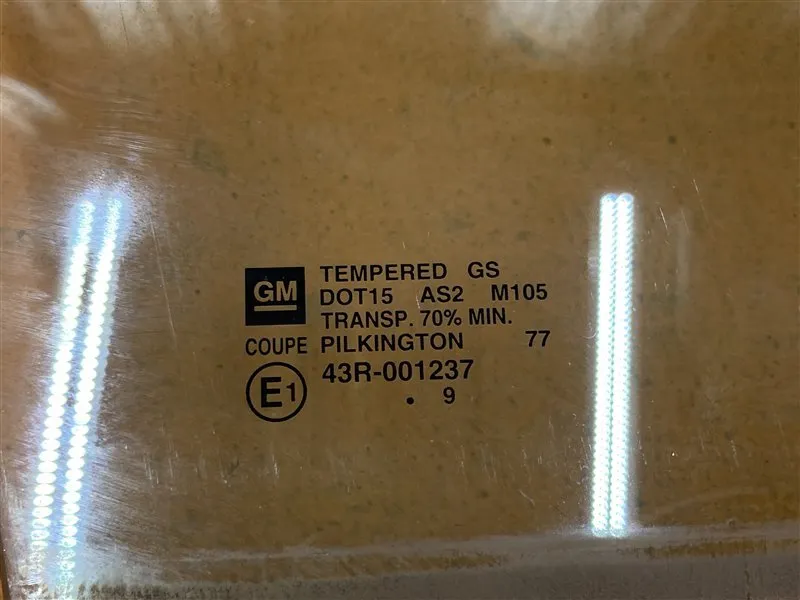 GM
TEMPERED GS
DOT15 AS2 M105
TRANSP. 70% MIN.
COUPE PILKINGTON 77
E1 43R-001237
. 9